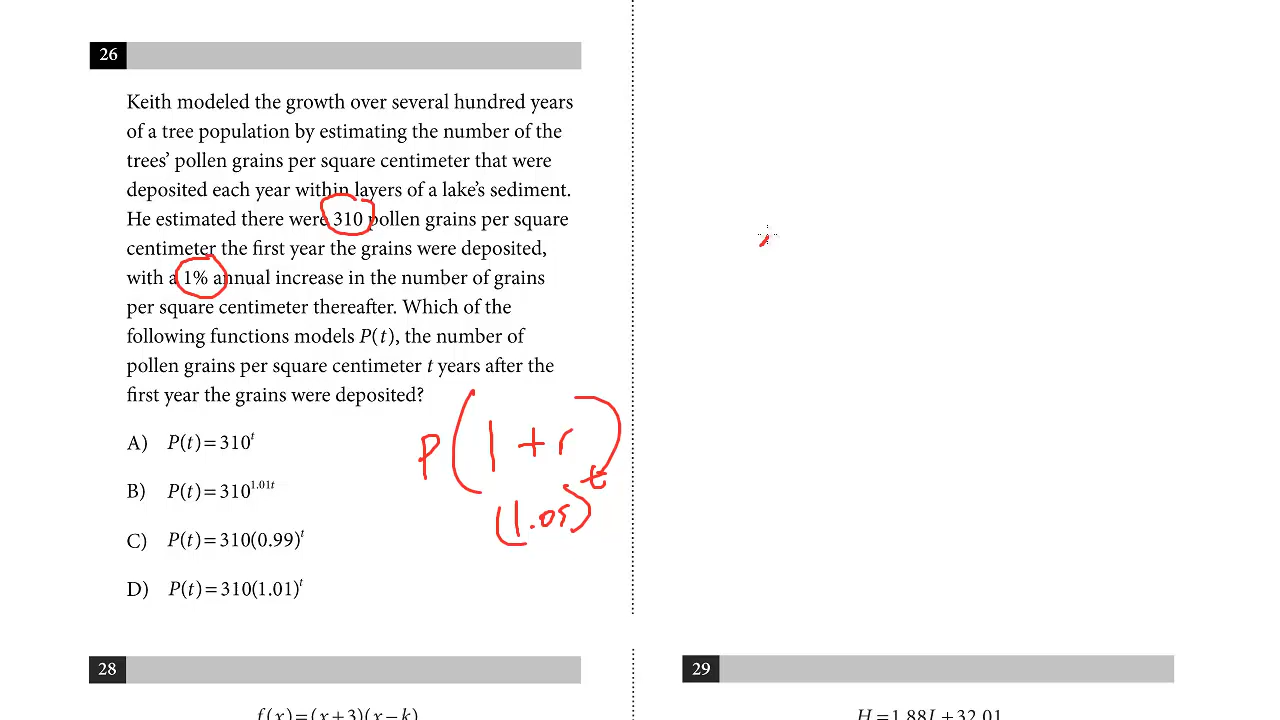 26
Keith modeled the growth over several hundred years
of a tree population by estimating the number of the
trees' pollen grains per square centimeter that were
deposited each year within layers of a lake's sediment.
He estimated there were 310 pollen grains per square
centimeter the first year the grains were deposited,
with a 1% annual increase in the number of grains
per square centimeter thereafter. Which of the
following functions models P(t), the number of
pollen grains per square centimeter t years after the
first year the grains were deposited?
A) P(t)=310^t
B) P(t)=310^1.01t
C) P(t)=310(0.99)^t
D) P(t)=310(1.01)^t
P(1+r)^t
(1.05)
28
f(x)=(x+3)(x−k)
29
H=1.88L+32.01